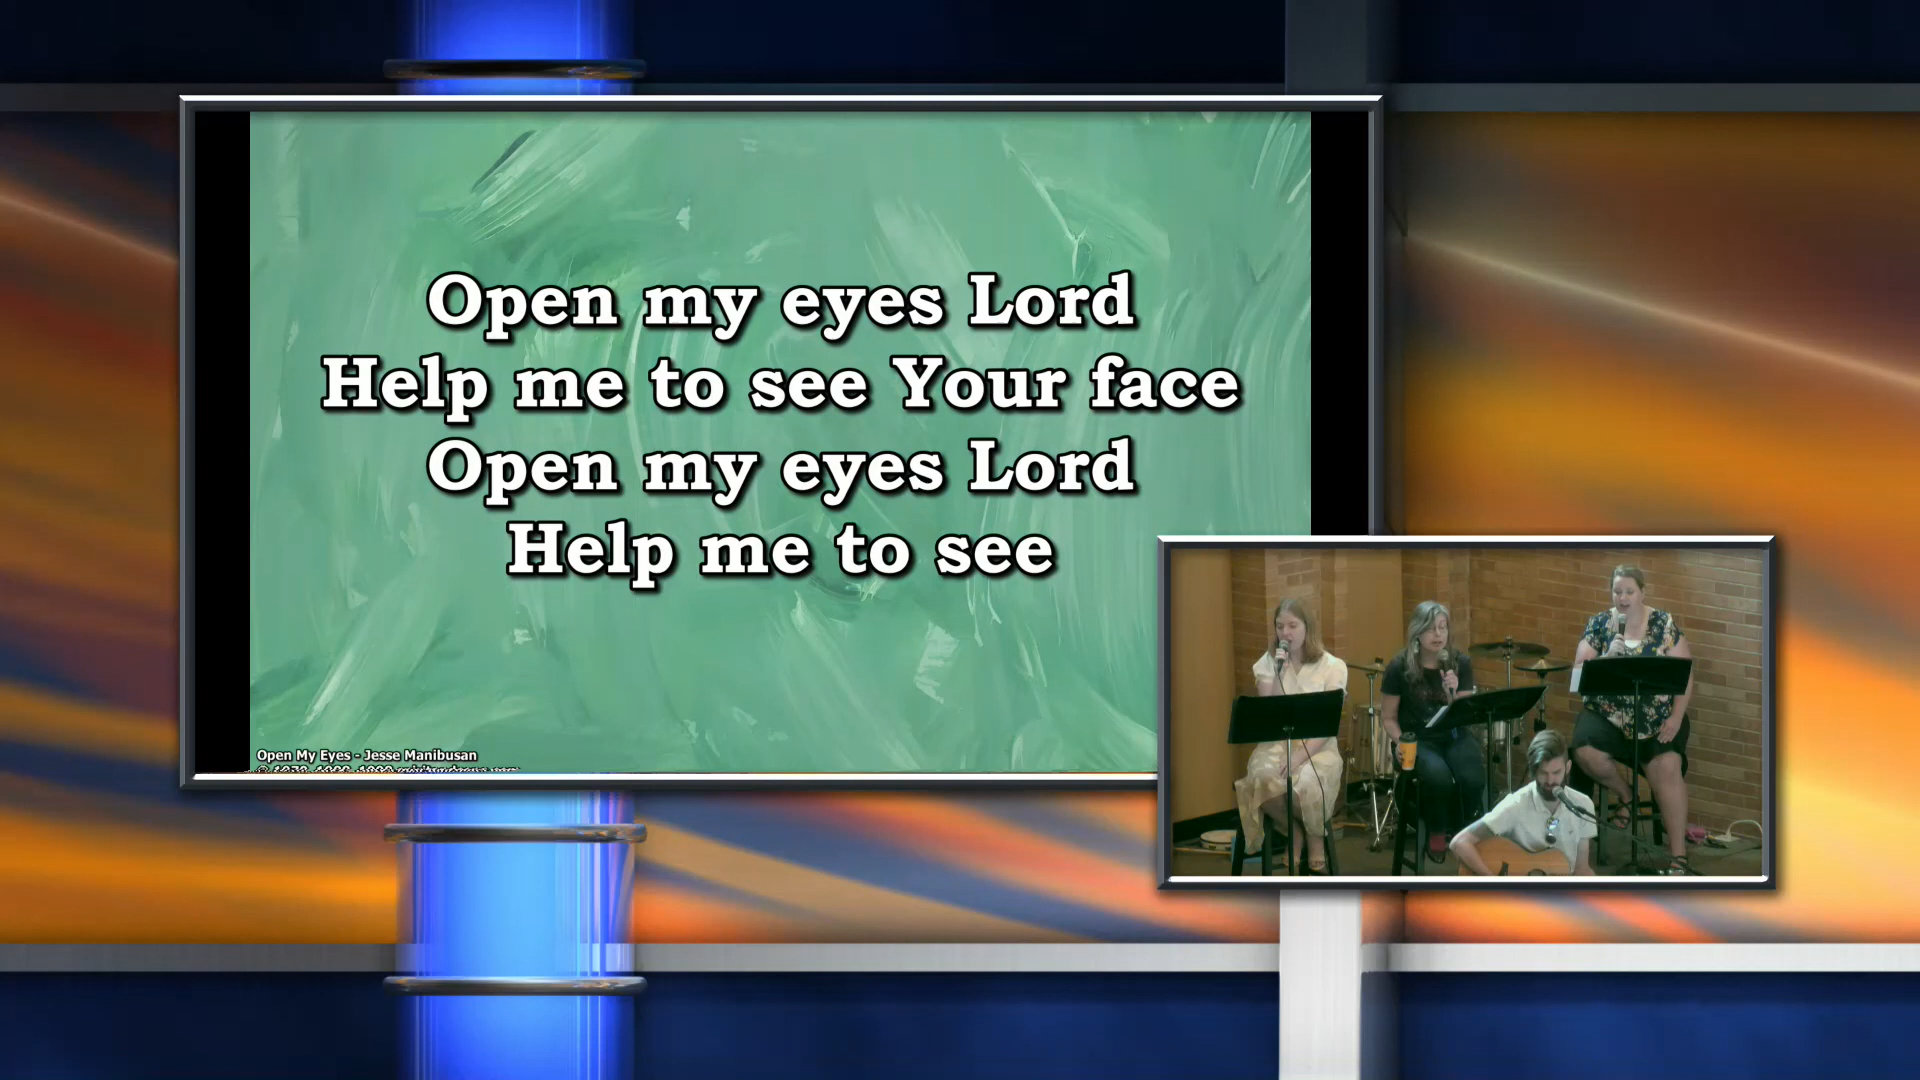 Open my eyes Lord
Help me to see Your face
Open my eyes Lord
Help me to see
Open My Eyes - Jesse Manibusan